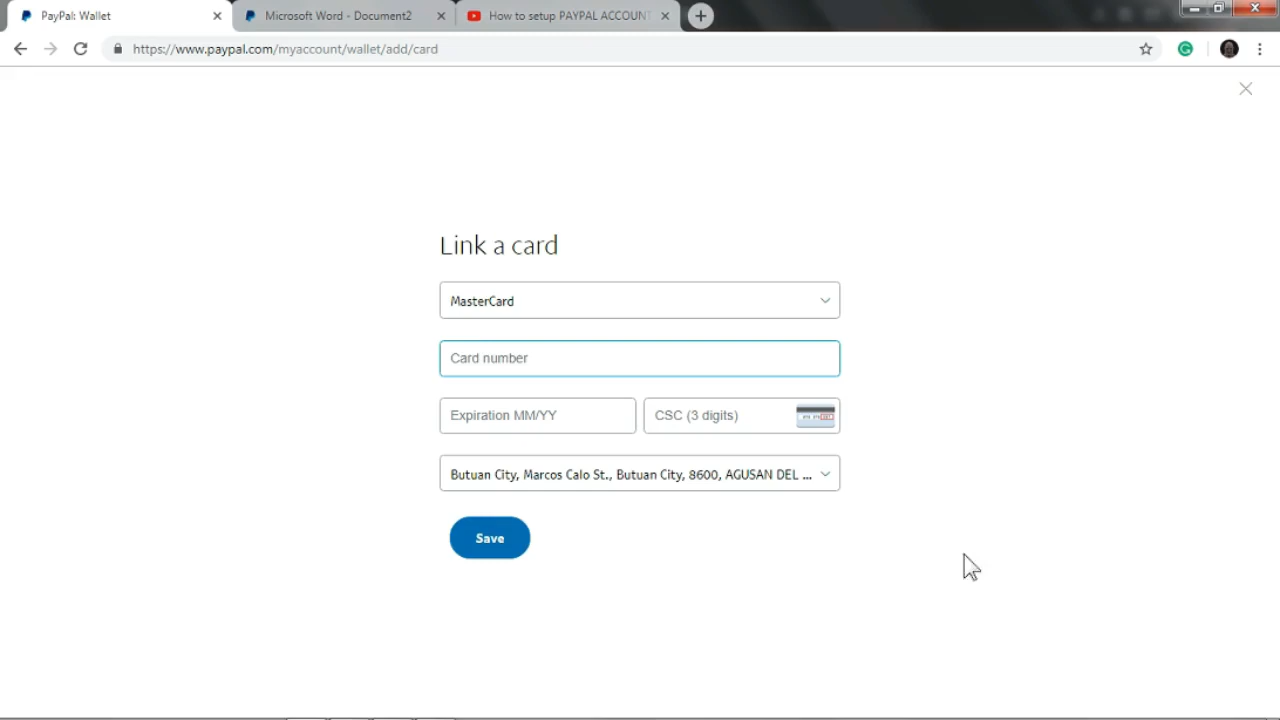 PayPal: Wallet
Microsoft Word - Document2
How to setup PAYPAL ACCOUNT
https://www.paypal.com/myaccount/wallet/add/card
Link a card
MasterCard
Card number
Expiration MM/YY
CSC (3 digits)
Butuan City, Marcos Calo St., Butuan City, 8600, AGUSAN DEL ...
Save